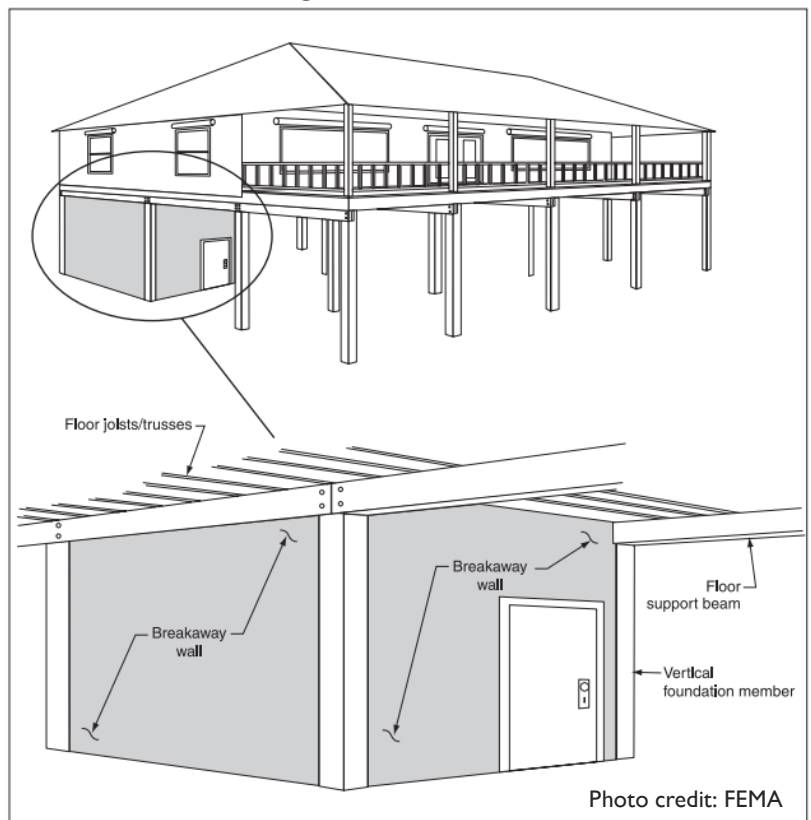 Floor joists/trusses
Breakaway
wall
Breakaway
wall
Floor
support beam
Vertical
foundation member
Photo credit: FEMA